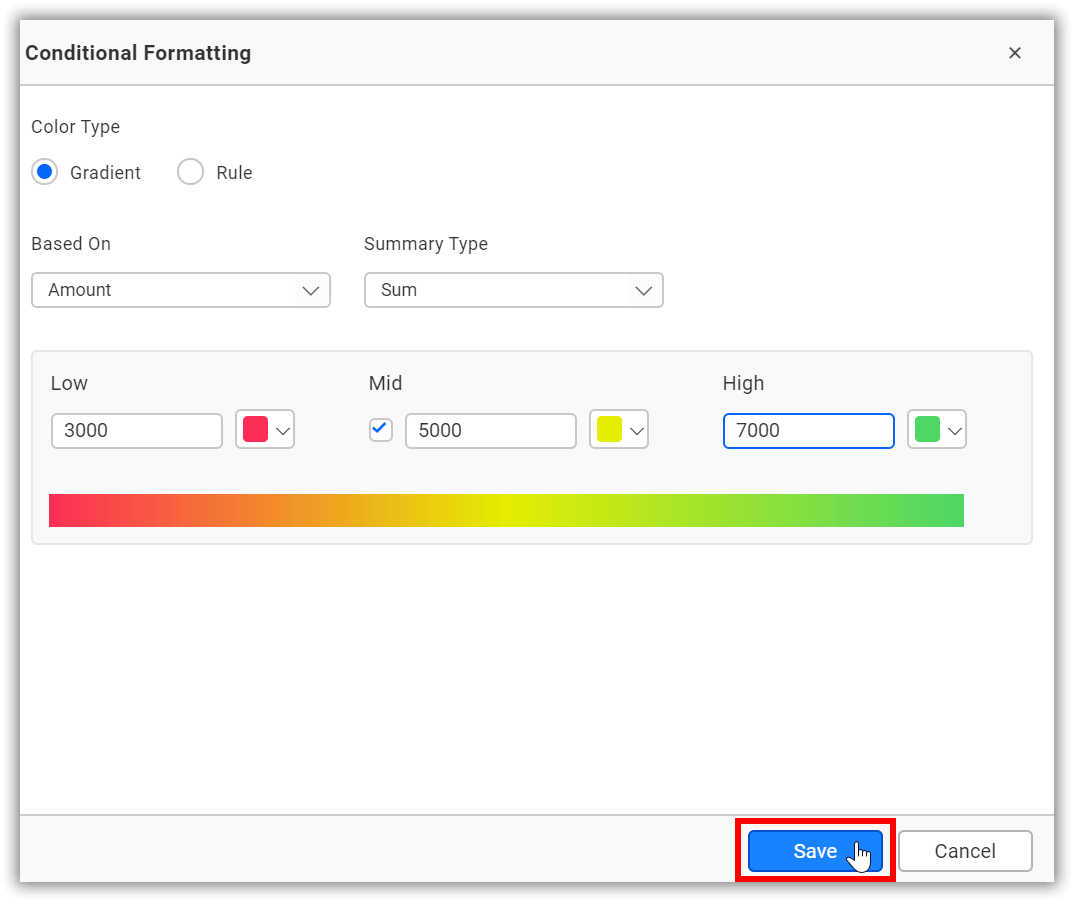 Conditional Formatting
Color Type
Gradient Rule
Based On Summary Type
Amount Sum
Low Mid High
3000 5000 7000
Save Cancel